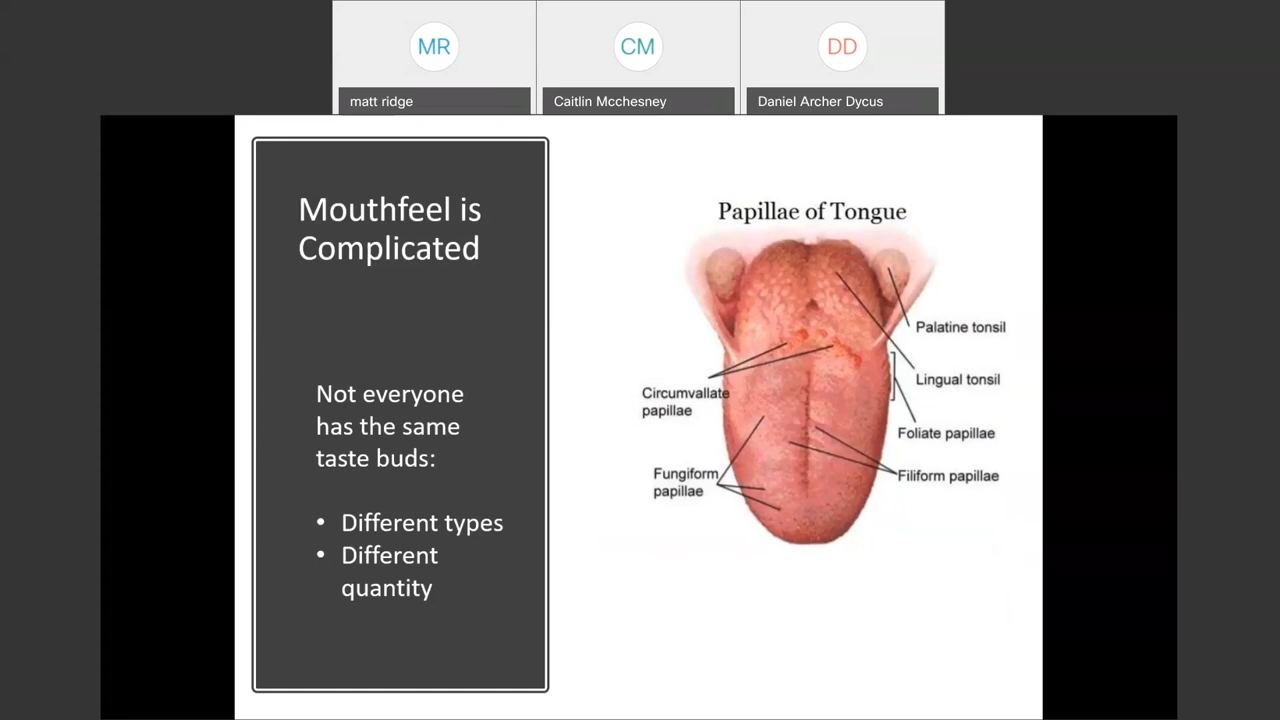 MR
CM
DD
matt ridge
Caitlin Mcchesney
Daniel Archer Dycus
Mouthfeel is
Complicated
Not everyone
has the same
taste buds:
• Different types
• Different
quantity
Papillae of Tongue
Palatine tonsil
Lingual tonsil
Circumvallate
papillae
Foliate papillae
Fungiform
papillae
Filiform papillae